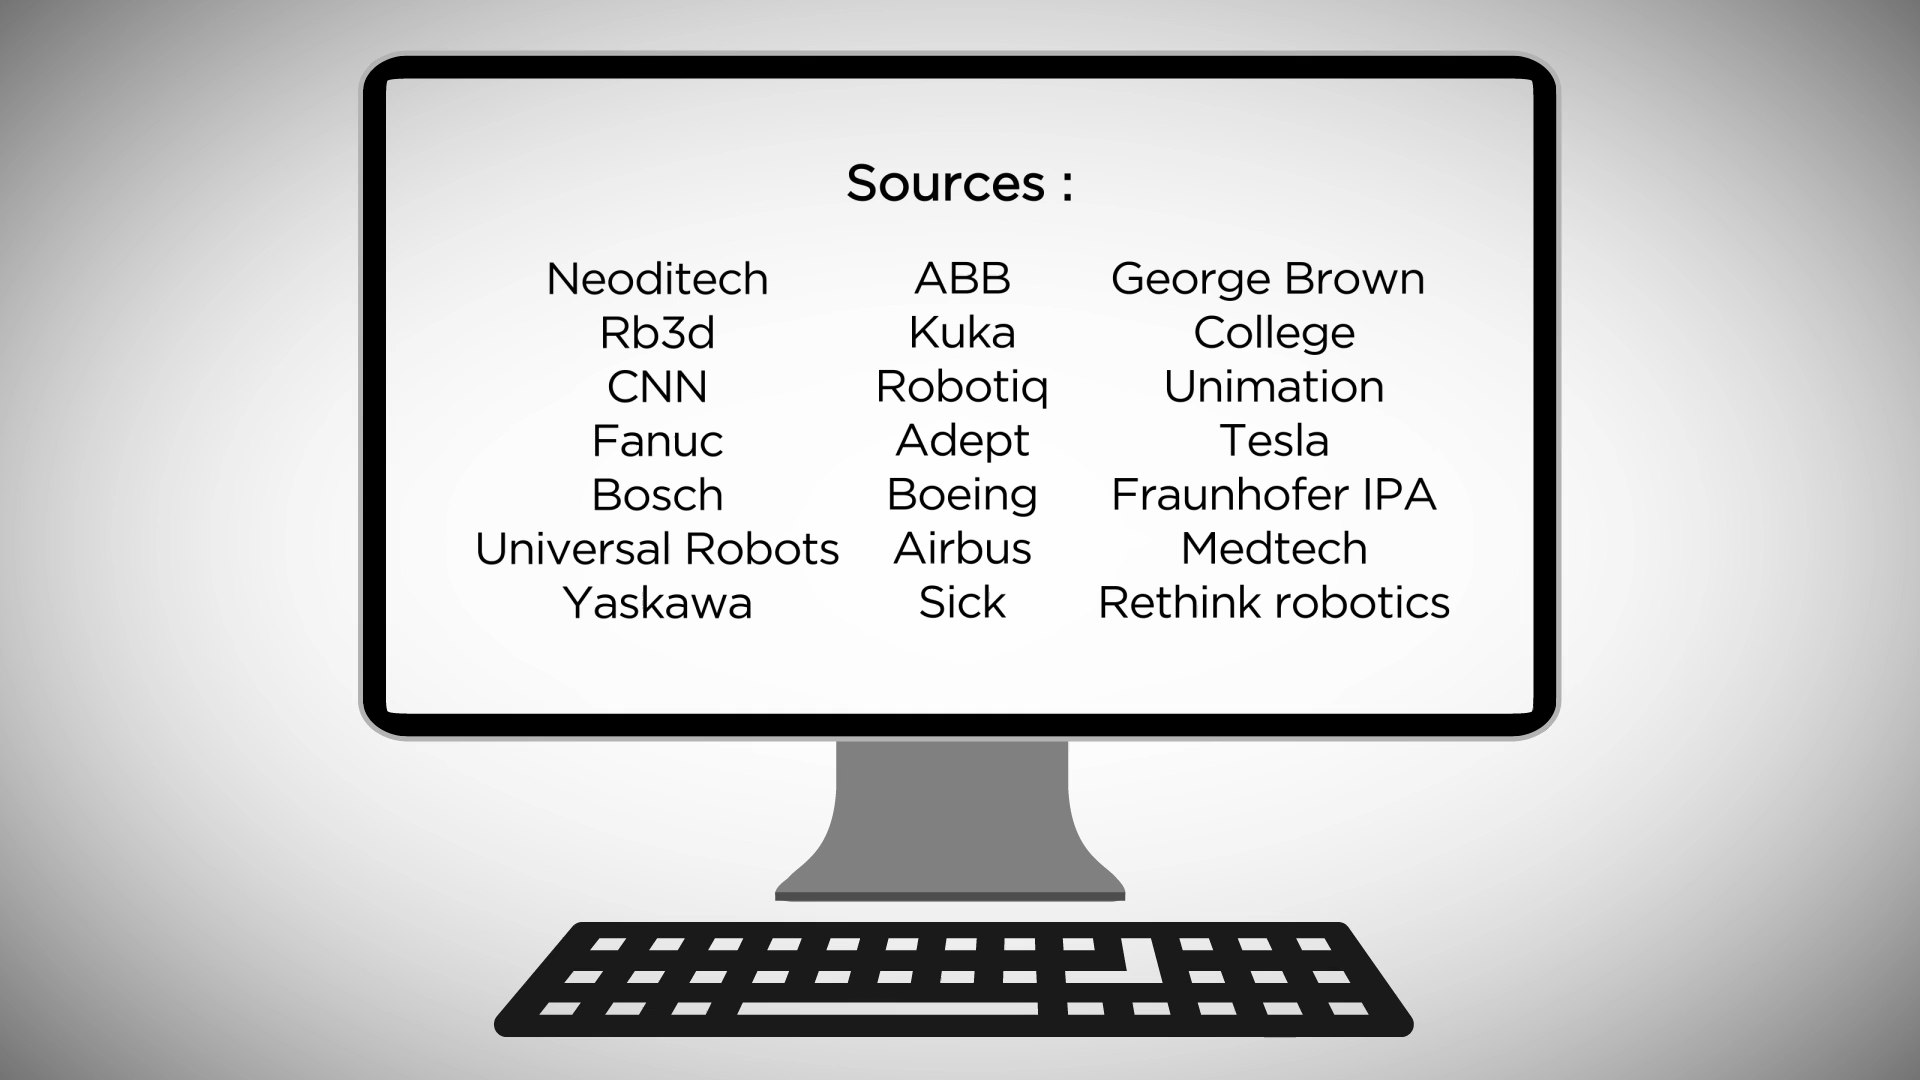 Sources :
Neoditech
Rb3d
CNN
Fanuc
Bosch
Universal Robots
Yaskawa
ABB
Kuka
Robotiq
Adept
Boeing
Airbus
Sick
George Brown
College
Unimation
Tesla
Fraunhofer IPA
Medtech
Rethink robotics